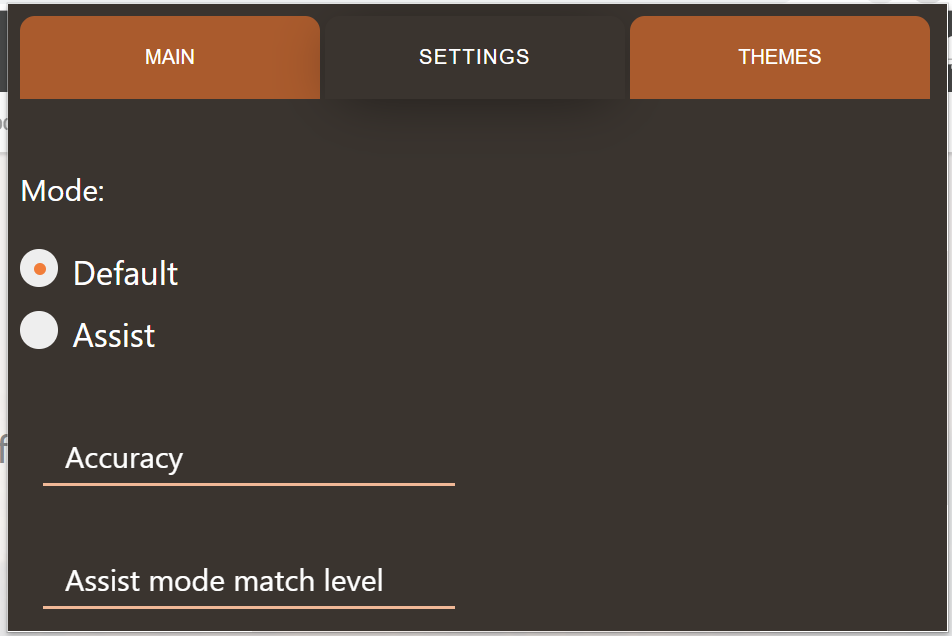 MAIN SETTINGS THEMES
Mode:
Default
Assist
Accuracy
Assist mode match level